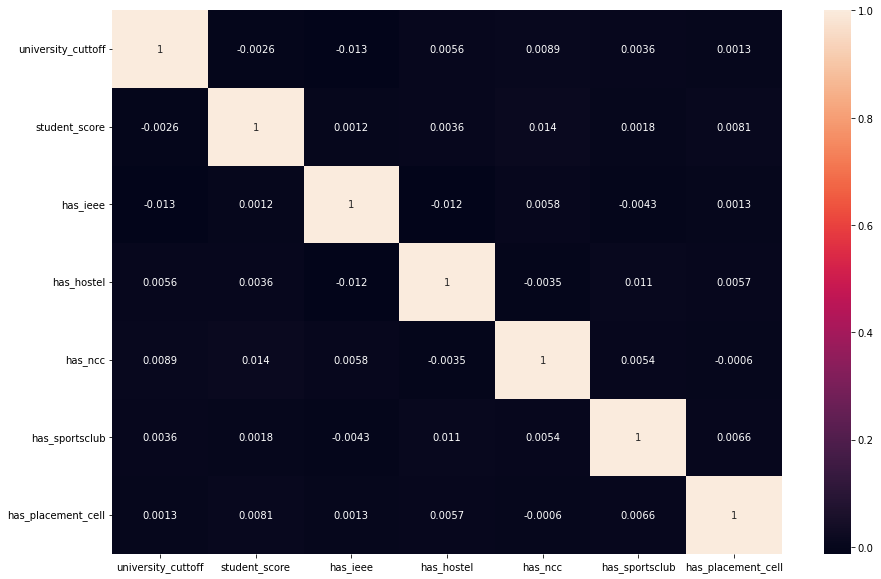 university_cuttoff 1 -0.0026 -0.013 0.0056 0.0089 0.0036 0.0013
student_score -0.0026 1 0.0012 0.0036 0.014 0.0018 0.0081
has_ieee -0.013 0.0012 1 -0.012 0.0058 -0.0043 0.0013
has_hostel 0.0056 0.0036 -0.012 1 -0.0035 0.011 0.0057
has_ncc 0.0089 0.014 0.0058 -0.0035 1 0.0054 -0.0006
has_sportsclub 0.0036 0.0018 -0.0043 0.011 0.0054 1 0.0066
has_placement_cell 0.0013 0.0081 0.0013 0.0057 -0.0006 0.0066 1
university_cuttoff student_score has_ieee has_hostel has_ncc has_sportsclub has_placement_cell
1.0
0.8
0.6
0.4
0.2
0.0